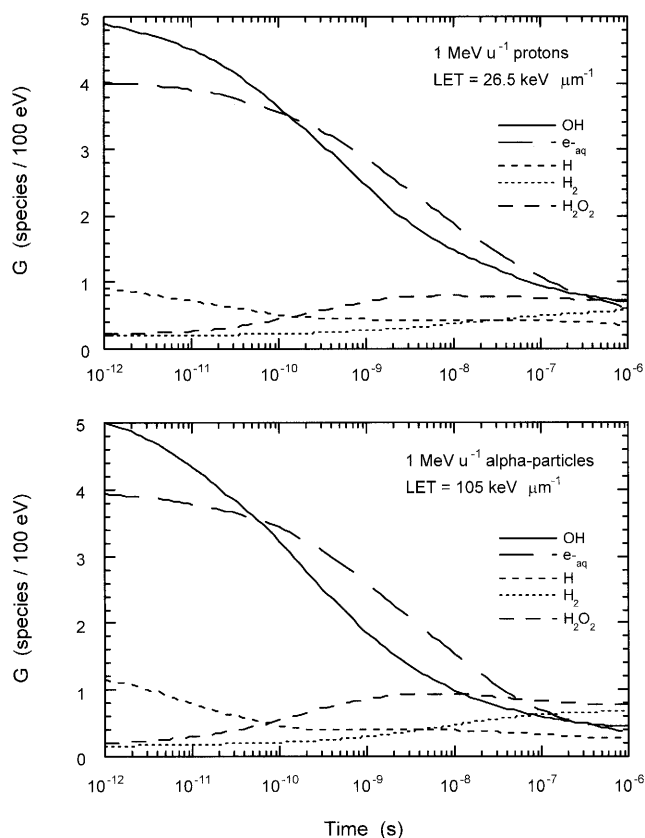 5
4
3
2
1
0
G (species / 100 eV)
1 MeV u⁻¹ protons
LET = 26.5 keV μm⁻¹
OH
e-aq
H
H₂
H₂O₂
10⁻¹² 10⁻¹¹ 10⁻¹⁰ 10⁻⁹ 10⁻⁸ 10⁻⁷ 10⁻⁶
5
4
3
2
1
0
G (species / 100 eV)
1 MeV u⁻¹ alpha-particles
LET = 105 keV μm⁻¹
OH
e-aq
H
H₂
H₂O₂
10⁻¹² 10⁻¹¹ 10⁻¹⁰ 10⁻⁹ 10⁻⁸ 10⁻⁷ 10⁻⁶
Time (s)